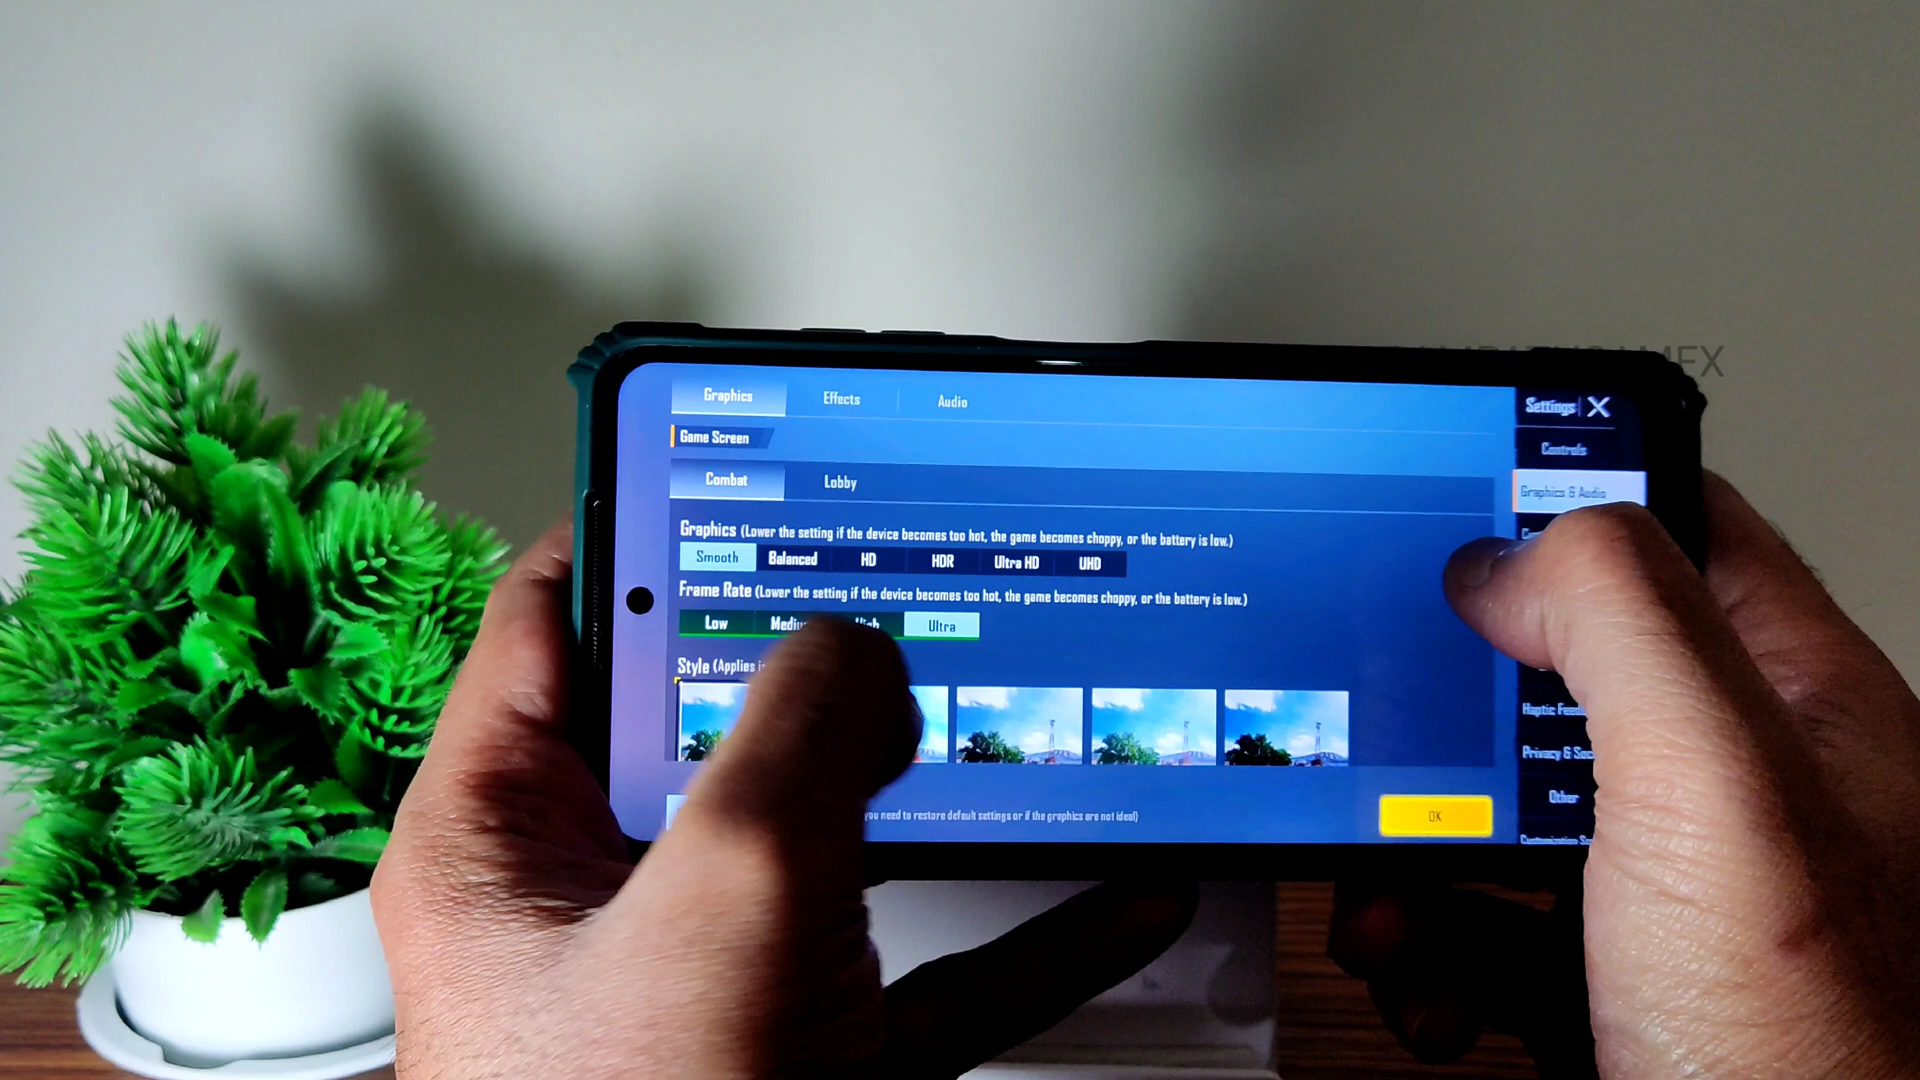 Graphics Effects Audio
Settings X
Game Screen
Controls
Combat Lobby
Graphics & Audio
Graphics (Lower the setting if the device becomes too hot, the game becomes choppy, or the battery is low.)
Smooth Balanced HD HDR Ultra HD UHD
Frame Rate (Lower the setting if the device becomes too hot, the game becomes choppy, or the battery is low.)
Low Ultra
Style (Applies
Haptic
Privacy &
Other
you need to restore default settings or if the graphics are not ideal)
OK